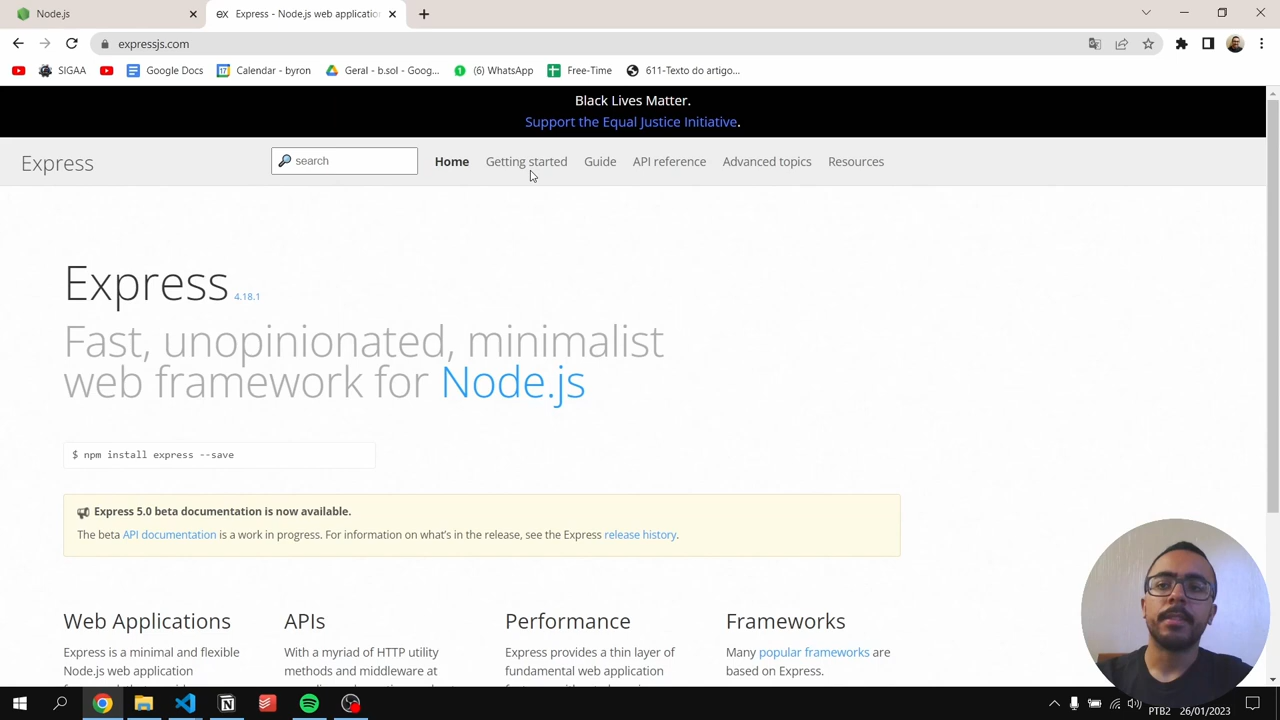 Node.js
Express - Node.js web applicatio
expressjs.com
SIGAA
Google Docs
Calendar - byron
Geral - b.sol - Goog...
(6) WhatsApp
Free-Time
611-Texto do artigo...
Black Lives Matter.
Support the Equal Justice Initiative.
Express
search
Home
Getting started
Guide
API reference
Advanced topics
Resources
Express 4.18.1
Fast, unopinionated, minimalist
web framework for Node.js
$ npm install express --save
Express 5.0 beta documentation is now available.
The beta API documentation is a work in progress. For information on what's in the release, see the Express release history.
Web Applications
Express is a minimal and flexible
Node.js web application
APIs
With a myriad of HTTP utility
methods and middleware at
Performance
Express provides a thin layer of
fundamental web application
Frameworks
Many popular frameworks are
based on Express.
PTB2
26/01/2023